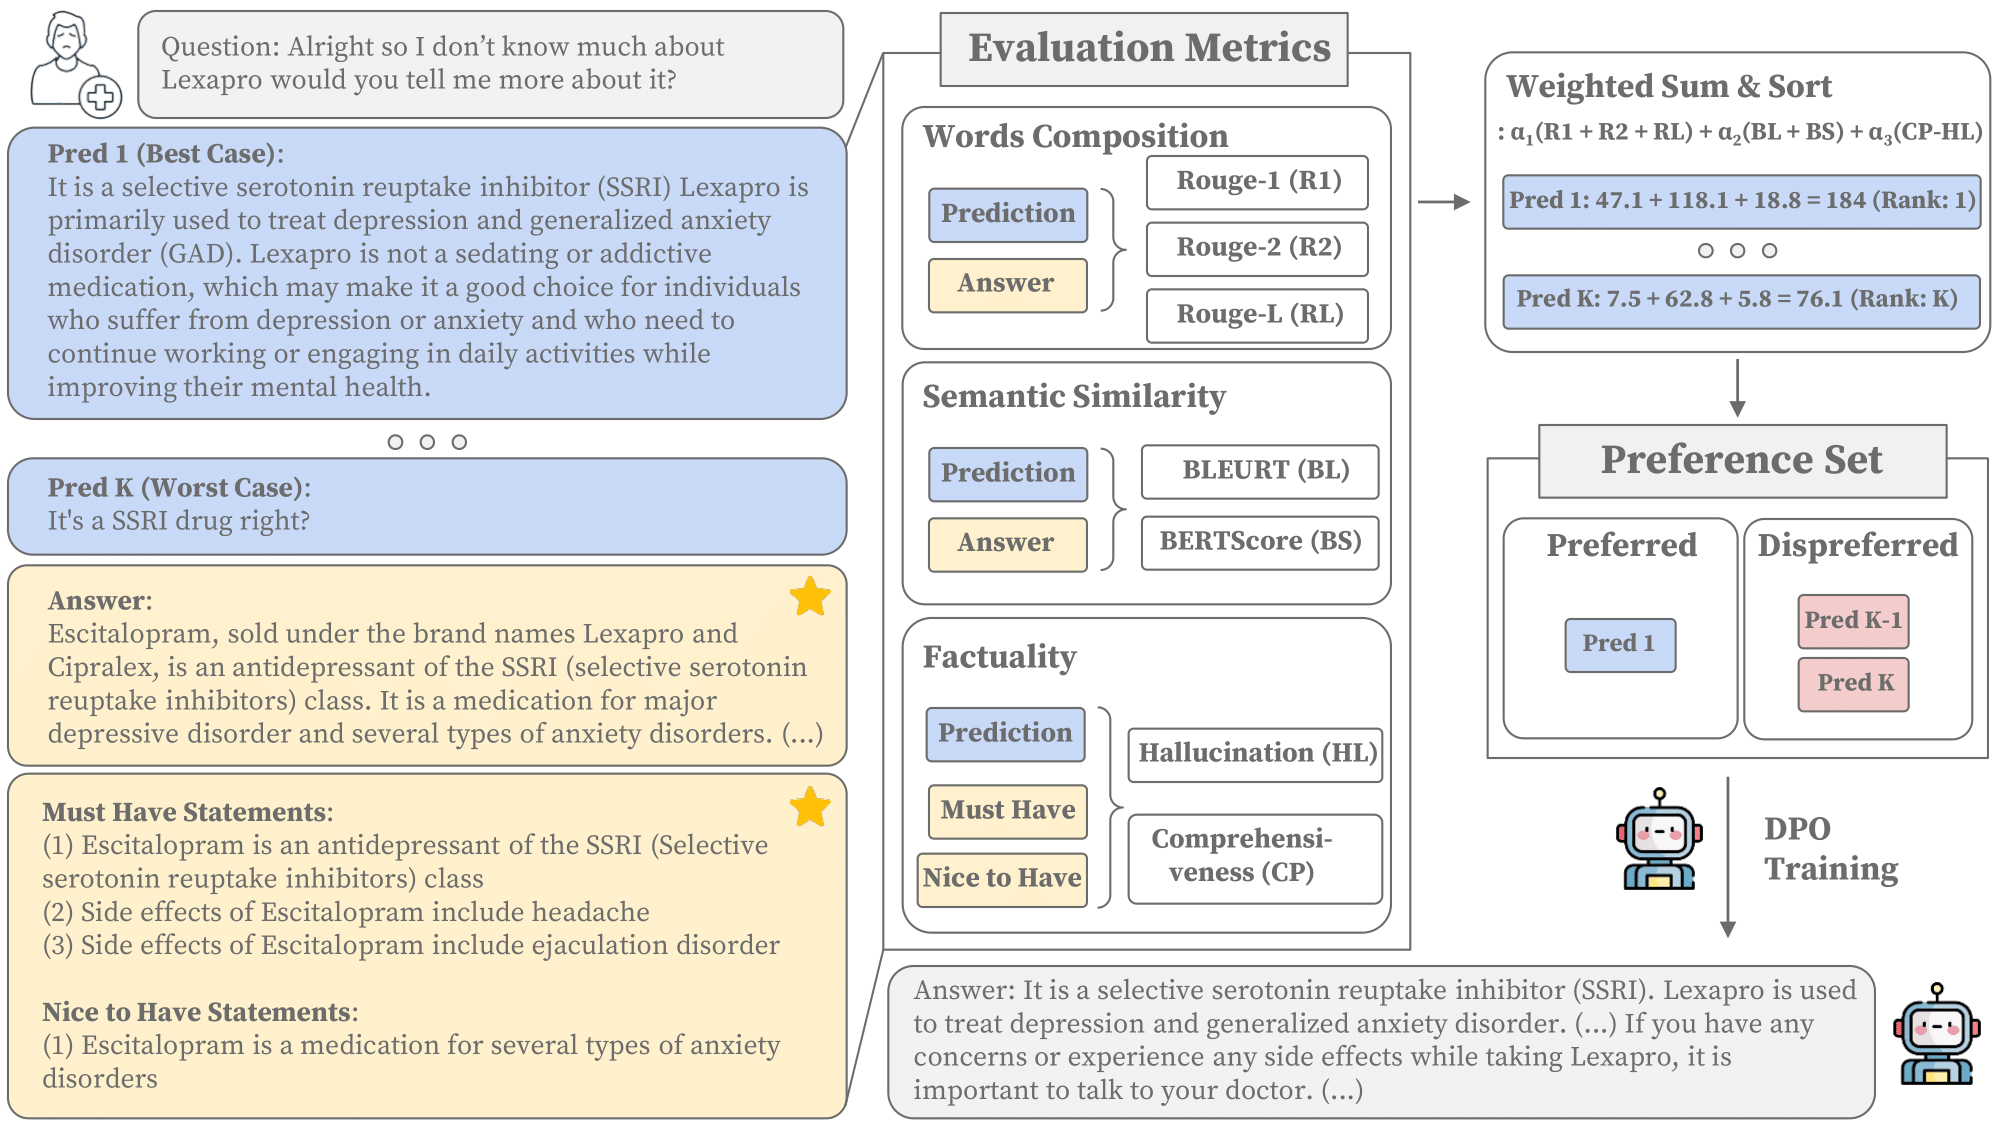 Question: Alright so I don’t know much about
Lexapro would you tell me more about it?
Pred 1 (Best Case):
It is a selective serotonin reuptake inhibitor (SSRI) Lexapro is
primarily used to treat depression and generalized anxiety
disorder (GAD). Lexapro is not a sedating or addictive
medication, which may make it a good choice for individuals
who suffer from depression or anxiety and who need to
continue working or engaging in daily activities while
improving their mental health.
Pred K (Worst Case):
It's a SSRI drug right?
Answer:
Escitalopram, sold under the brand names Lexapro and
Cipralex, is an antidepressant of the SSRI (selective serotonin
reuptake inhibitors) class. It is a medication for major
depressive disorder and several types of anxiety disorders. (...)
Must Have Statements:
(1) Escitalopram is an antidepressant of the SSRI (Selective
serotonin reuptake inhibitors) class
(2) Side effects of Escitalopram include headache
(3) Side effects of Escitalopram include ejaculation disorder
Nice to Have Statements:
(1) Escitalopram is a medication for several types of anxiety
disorders
Evaluation Metrics
Words Composition
Prediction
Answer
Rouge-1 (R1)
Rouge-2 (R2)
Rouge-L (RL)
Semantic Similarity
Prediction
Answer
BLEURT (BL)
BERTScore (BS)
Factuality
Prediction
Must Have
Nice to Have
Hallucination (HL)
Comprehensi-
veness (CP)
Weighted Sum & Sort
: α₁(R1 + R2 + RL) + α₂(BL + BS) + α₃(CP-HL)
Pred 1: 47.1 + 118.1 + 18.8 = 184 (Rank: 1)
Pred K: 7.5 + 62.8 + 5.8 = 76.1 (Rank: K)
Preference Set
Preferred
Pred 1
Dispreferred
Pred K-1
Pred K
DPO
Training
Answer: It is a selective serotonin reuptake inhibitor (SSRI). Lexapro is used
to treat depression and generalized anxiety disorder. (...) If you have any
concerns or experience any side effects while taking Lexapro, it is
important to talk to your doctor. (...)